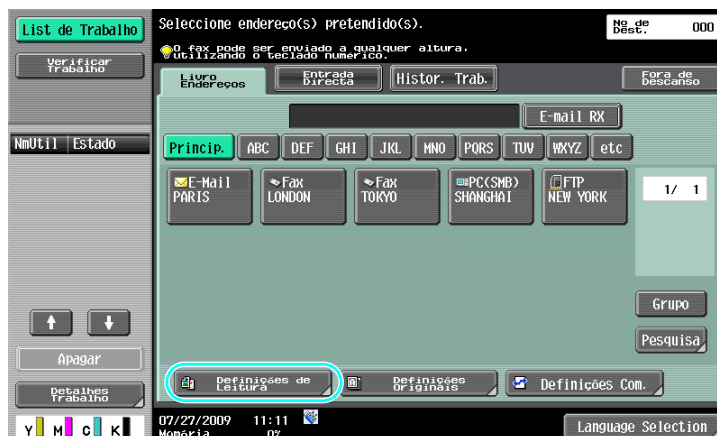 List de Trabalho
Verificar Trabalho
NmUtil Estado
Apagar
Detalhes Trabalho
Y M C K
Seleccione endereço(S) pretendido(s).
Nº de Dest. 000
O fax pode ser enviado a qualquer altura, utilizando o teclado numérico.
Livro Endereços
Entrada Directa
Histor. Trab.
Fora de Descanso
E-mail RX
Princip. ABC DEF GHI JKL MNO PQRS TUV WXYZ etc
E-Mail PARIS
Fax LONDON
Fax TOKYO
PC(SMB) SHANGHAI
FTP NEW YORK
1/ 1
Grupo
Pesquisa
Definições de Leitura
Definições Originais
Definições Com.
07/27/2009 11:11
Memória 0%
Language Selection